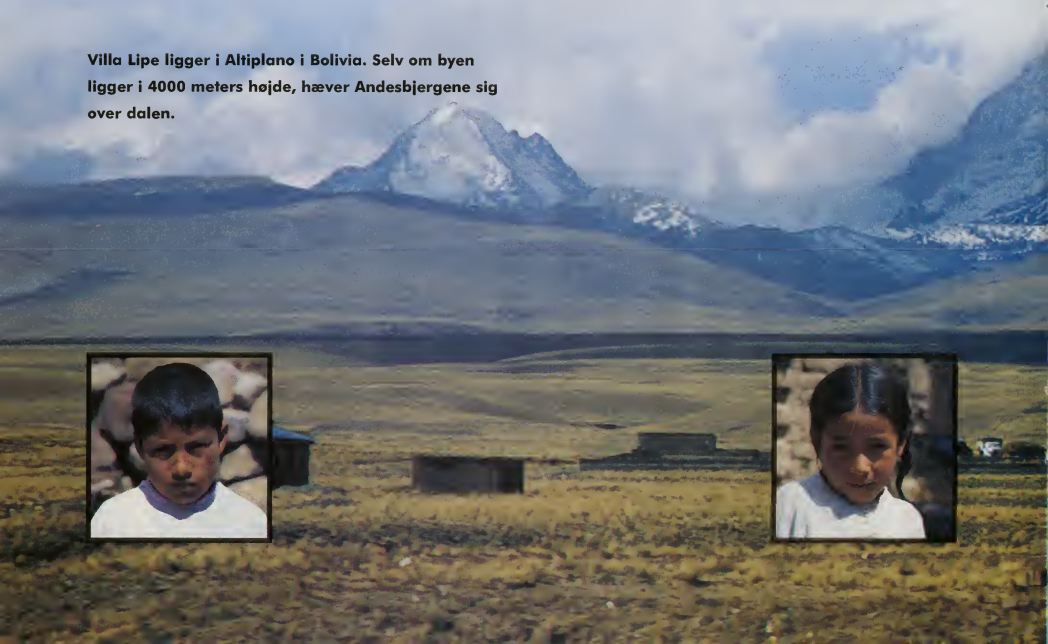 Villa Lipe ligger i Altiplano i Bolivia. Selv om byen
ligger i 4000 meters højde, hæver Andesbjergene sig
over dalen.